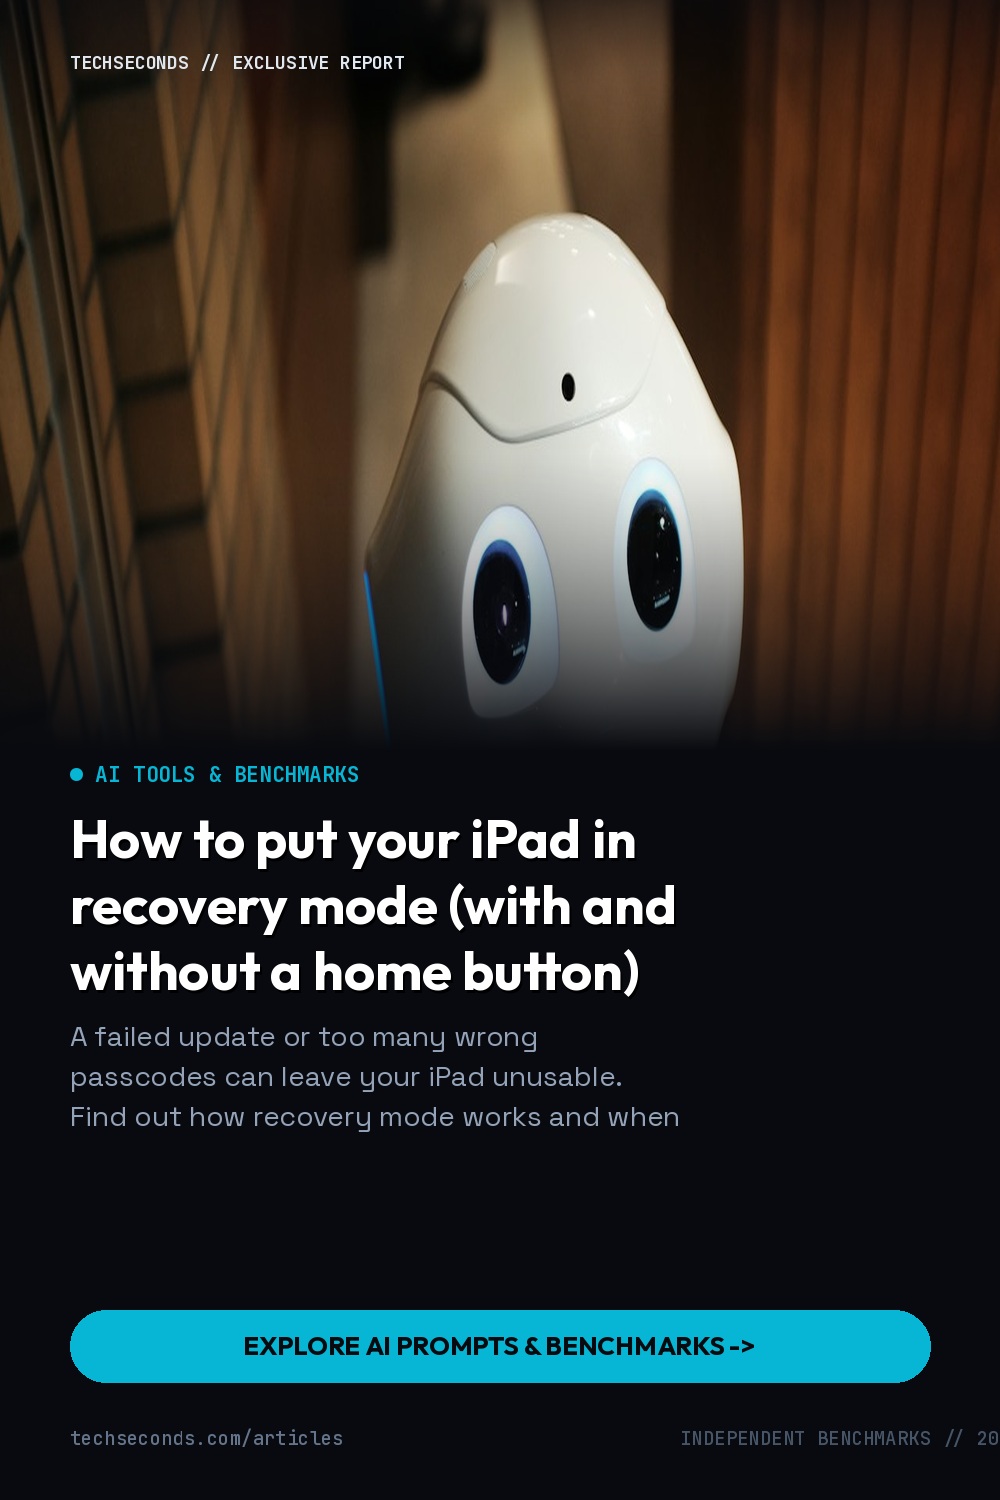 TECHSECONDS // EXCLUSIVE REPORT
AI TOOLS & BENCHMARKS
How to put your iPad in
recovery mode (with and
without a home button)
A failed update or too many wrong
passcodes can leave your iPad unusable.
Find out how recovery mode works and when
EXPLORE AI PROMPTS & BENCHMARKS ->
techseconds.com/articles
INDEPENDENT BENCHMARKS // 20